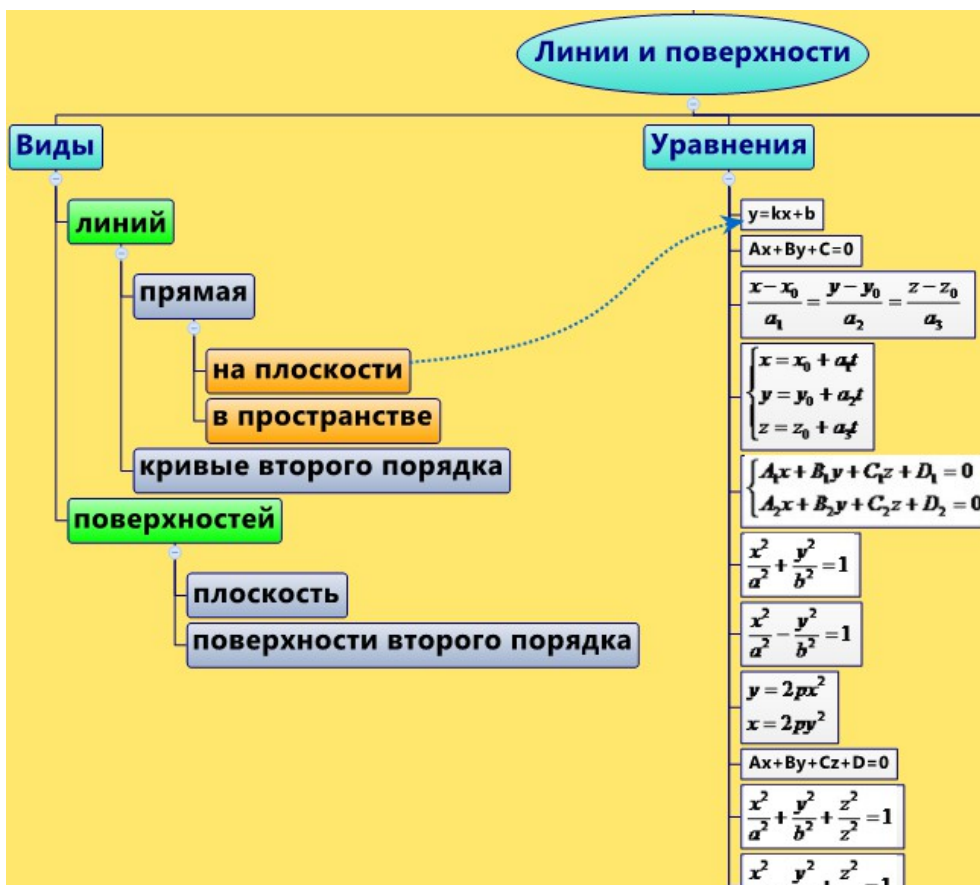 Линии и поверхности
Виды
линий
прямая
на плоскости
в пространстве
кривые второго порядка
поверхностей
плоскость
поверхности второго порядка
Уравнения
y=kx+b
Ax+By+C=0
(x−x₀)/a₁ = (y−y₀)/a₂ = (z−z₀)/a₃
x = x₀ + a₁t
y = y₀ + a₂t
z = z₀ + a₃t
A₁x + B₁y + C₁z + D₁ = 0
A₂x + B₂y + C₂z + D₂ = 0
x²/a² + y²/b² = 1
x²/a² − y²/b² = 1
y = 2px²
x = 2py²
Ax+By+Cz+D=0
x²/a² + y²/b² + z²/z² = 1